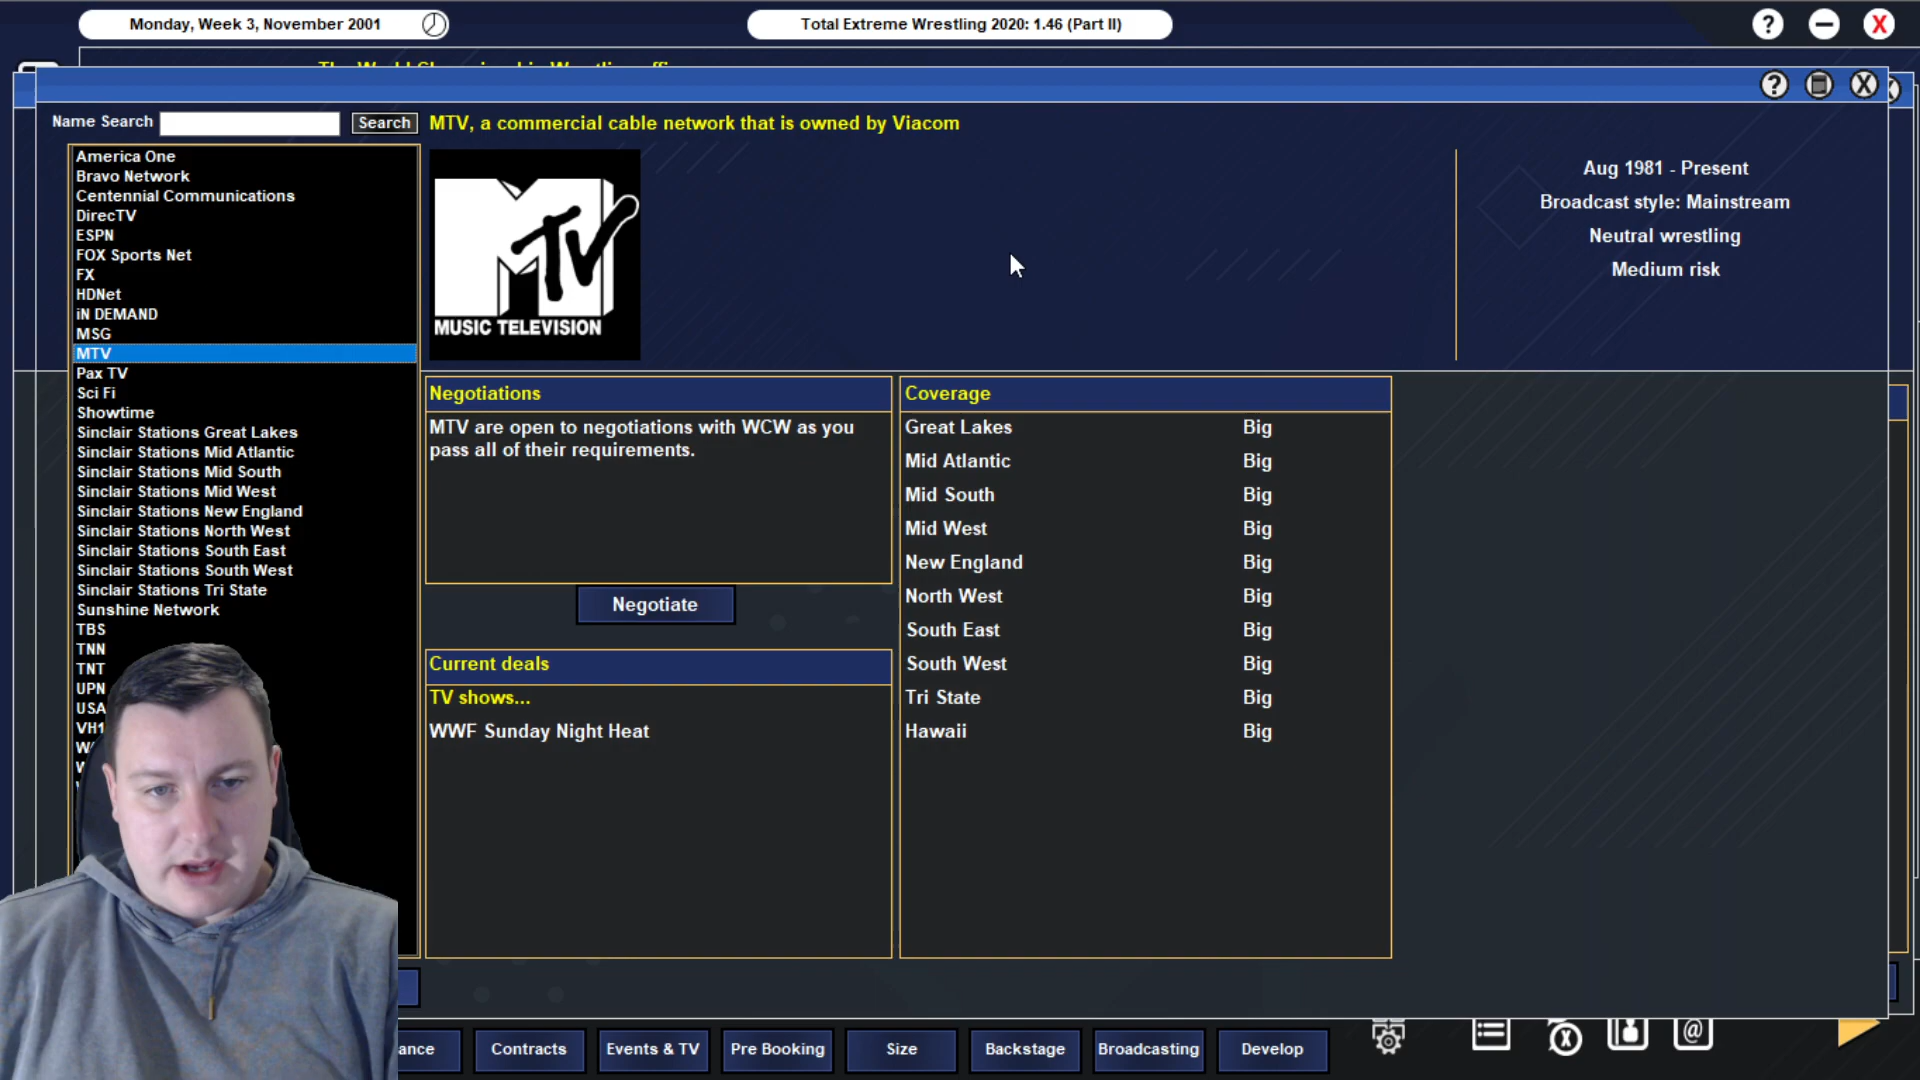 Monday, Week 3, November 2001
Total Extreme Wrestling 2020: 1.46 (Part II)
?
X
?
X
Name Search
Search
MTV, a commercial cable network that is owned by Viacom
America One
Bravo Network
Centennial Communications
DirecTV
ESPN
FOX Sports Net
FX
HDNet
iN DEMAND
MSG
MTV
Pax TV
Sci Fi
Showtime
Sinclair Stations Great Lakes
Sinclair Stations Mid Atlantic
Sinclair Stations Mid South
Sinclair Stations Mid West
Sinclair Stations New England
Sinclair Stations North West
Sinclair Stations South East
Sinclair Stations South West
Sinclair Stations Tri State
Sunshine Network
TBS
TNN
TNT
UPN
USA
VH1
MTV
MUSIC TELEVISION
Aug 1981 - Present
Broadcast style: Mainstream
Neutral wrestling
Medium risk
Negotiations
MTV are open to negotiations with WCW as you
pass all of their requirements.
Negotiate
Current deals
TV shows...
WWF Sunday Night Heat
Coverage
Great Lakes Big
Mid Atlantic Big
Mid South Big
Mid West Big
New England Big
North West Big
South East Big
South West Big
Tri State Big
Hawaii Big
ance
Contracts
Events & TV
Pre Booking
Size
Backstage
Broadcasting
Develop